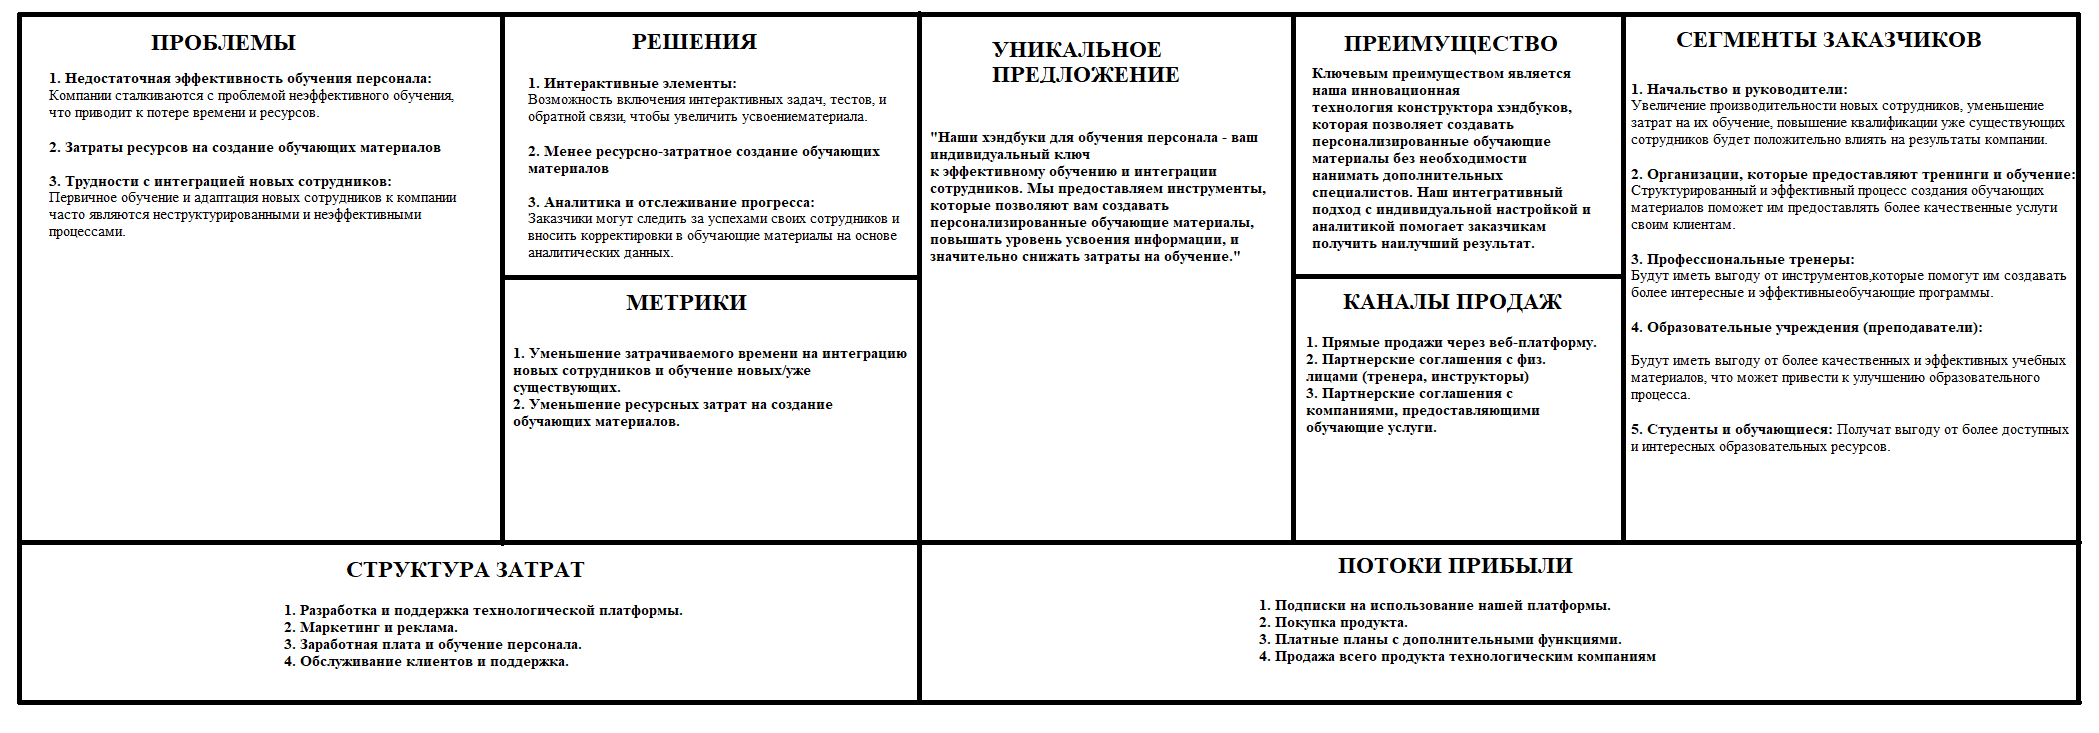 ПРОБЛЕМЫ
1. Недостаточная эффективность обучения персонала:
Компании сталкиваются с проблемой неэффективного обучения,
что приводит к потере времени и ресурсов.
2. Затраты ресурсов на создание обучающих материалов
3. Трудности с интеграцией новых сотрудников:
Первичное обучение и адаптация новых сотрудников к компании
часто являются неструктурированными и неэффективными
процессами.
РЕШЕНИЯ
1. Интерактивные элементы:
Возможность включения интерактивных задач, тестов, и
обратной связи, чтобы увеличить усвоениематериала.
2. Менее ресурсно-затратное создание обучающих
материалов
3. Аналитика и отслеживание прогресса:
Заказчики могут следить за успехами своих сотрудников и
вносить корректировки в обучающие материалы на основе
аналитических данных.
МЕТРИКИ
1. Уменьшение затрачиваемого времени на интеграцию
новых сотрудников и обучение новых/уже
существующих.
2. Уменьшение ресурсных затрат на создание
обучающих материалов.
УНИКАЛЬНОЕ
ПРЕДЛОЖЕНИЕ
"Наши хэндбуки для обучения персонала - ваш
индивидуальный ключ
к эффективному обучению и интеграции
сотрудников. Мы предоставляем инструменты,
которые позволяют вам создавать
персонализированные обучающие материалы,
повышать уровень усвоения информации, и
значительно снижать затраты на обучение."
ПРЕИМУЩЕСТВО
Ключевым преимуществом является
наша инновационная
технология конструктора хэндбуков,
которая позволяет создавать
персонализированные обучающие
материалы без необходимости
нанимать дополнительных
специалистов. Наш интегративный
подход с индивидуальной настройкой и
аналитикой помогает заказчикам
получить наилучший результат.
КАНАЛЫ ПРОДАЖ
1. Прямые продажи через веб-платформу.
2. Партнерские соглашения с физ.
лицами (тренера, инструкторы)
3. Партнерские соглашения с
компаниями, предоставляющими
обучающие услуги.
СЕГМЕНТЫ ЗАКАЗЧИКОВ
1. Начальство и руководители:
Увеличение производительности новых сотрудников, уменьшение
затрат на их обучение, повышение квалификации уже существующих
сотрудников будет положительно влиять на результаты компании.
2. Организации, которые предоставляют тренинги и обучение:
Структурированный и эффективный процесс создания обучающих
материалов поможет им предоставлять более качественные услуги
своим клиентам.
3. Профессиональные тренеры:
Будут иметь выгоду от инструментов,которые помогут им создавать
более интересные и эффективныеобучающие программы.
4. Образовательные учреждения (преподаватели):
Будут иметь выгоду от более качественных и эффективных учебных
материалов, что может привести к улучшению образовательного
процесса.
5. Студенты и обучающиеся: Получат выгоду от более доступных
и интересных образовательных ресурсов.
СТРУКТУРА ЗАТРАТ
1. Разработка и поддержка технологической платформы.
2. Маркетинг и реклама.
3. Заработная плата и обучение персонала.
4. Обслуживание клиентов и поддержка.
ПОТОКИ ПРИБЫЛИ
1. Подписки на использование нашей платформы.
2. Покупка продукта.
3. Платные планы с дополнительными функциями.
4. Продажа всего продукта технологическим компаниям